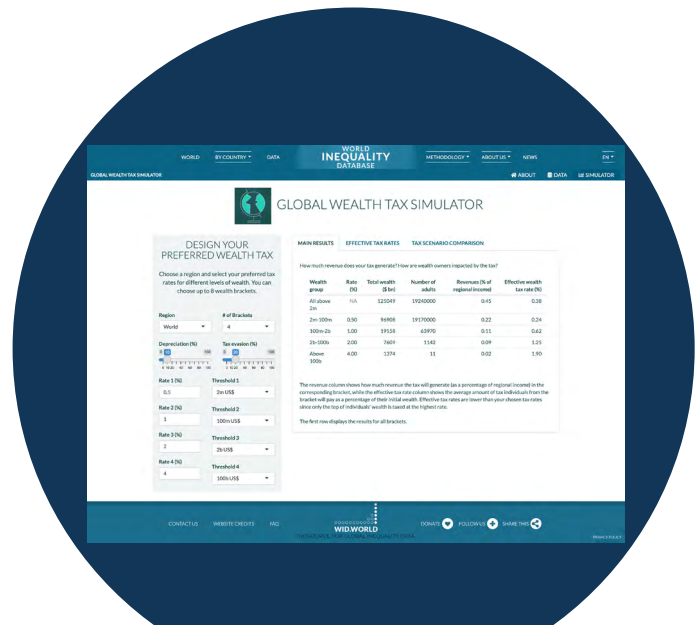 WORLD BY COUNTRY DATA
WORLD
INEQUALITY
DATABASE
METHODOLOGY ABOUT US NEWS EN
GLOBAL WEALTH TAX SIMULATOR ABOUT DATA SIMULATOR
GLOBAL WEALTH TAX SIMULATOR
DESIGN YOUR
PREFERRED WEALTH TAX
Choose a region and select your preferred tax
rates for different levels of wealth. You can
choose up to 8 wealth brackets.
Region # of Brackets
World 4
Depreciation (%) Tax evasion (%)
Rate 1 (%) Threshold 1
0,5 2m US$
Rate 2 (%) Threshold 2
1 100m US$
Rate 3 (%) Threshold 3
2 2b US$
Rate 4 (%) Threshold 4
4 100b US$
MAIN RESULTS EFFECTIVE TAX RATES TAX SCENARIO COMPARISON
How much revenue does your tax generate? How are wealth owners impacted by the tax?
Wealth Rate Total wealth Number of Revenues (% of Effective wealth
group (%) ($ bn) adults regional income) tax rate (%)
All above NA 125049 19240000 0.45 0.38
2m
2m-100m 0.50 96908 19170000 0.22 0.24
100m-2b 1.00 19158 63970 0.11 0.62
2b-100b 2.00 7609 1142 0.09 1.25
Above 4.00 1374 11 0.02 1.90
100b
The revenue column shows how much revenue the tax will generate (as a percentage of regional income) in the
corresponding bracket, while the effective tax rate column shows the average amount of tax individuals from the
bracket will pay as a percentage of their initial wealth. Effective tax rates are lower than your chosen tax rates
since only the top of individuals' wealth is taxed at the highest rate.
The first row displays the results for all brackets.
CONTACT US WEBSITE CREDITS FAQ
WID.WORLD
DONATE FOLLOW US SHARE THIS